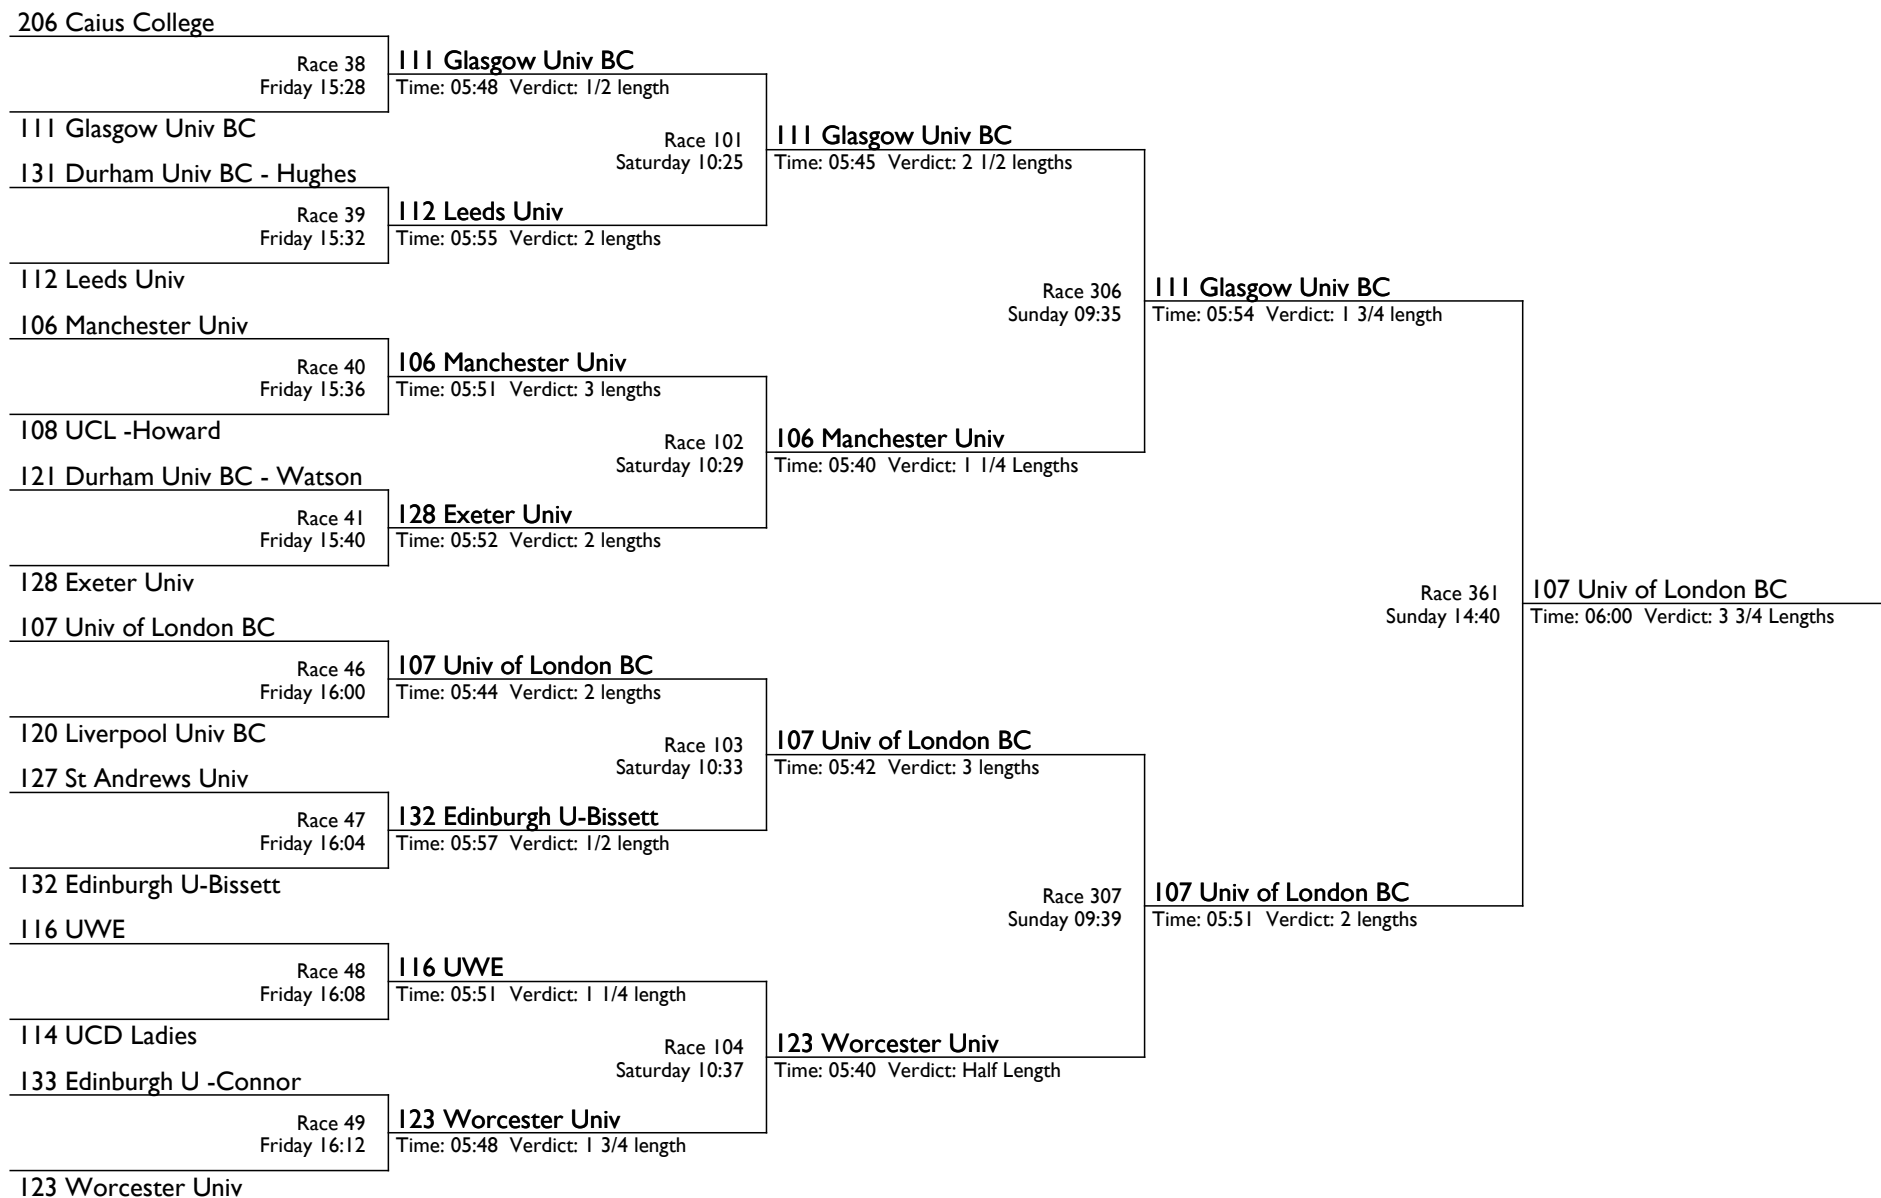 206 Caius College
Race 38
Friday 15:28
111 Glasgow Univ BC
131 Durham Univ BC - Hughes
Race 39
Friday 15:32
112 Leeds Univ
106 Manchester Univ
Race 40
Friday 15:36
108 UCL -Howard
121 Durham Univ BC - Watson
Race 41
Friday 15:40
128 Exeter Univ
107 Univ of London BC
Race 46
Friday 16:00
120 Liverpool Univ BC
127 St Andrews Univ
Race 47
Friday 16:04
132 Edinburgh U-Bissett
116 UWE
Race 48
Friday 16:08
114 UCD Ladies
133 Edinburgh U -Connor
Race 49
Friday 16:12
123 Worcester Univ
111 Glasgow Univ BC
Time: 05:48 Verdict: 1/2 length
Race 101
Saturday 10:25
112 Leeds Univ
Time: 05:55 Verdict: 2 lengths
106 Manchester Univ
Time: 05:51 Verdict: 3 lengths
Race 102
Saturday 10:29
128 Exeter Univ
Time: 05:52 Verdict: 2 lengths
107 Univ of London BC
Time: 05:44 Verdict: 2 lengths
Race 103
Saturday 10:33
132 Edinburgh U-Bissett
Time: 05:57 Verdict: 1/2 length
116 UWE
Time: 05:51 Verdict: 1 1/4 length
Race 104
Saturday 10:37
123 Worcester Univ
Time: 05:48 Verdict: 1 3/4 length
111 Glasgow Univ BC
Time: 05:45 Verdict: 2 1/2 lengths
Race 306
Sunday 09:35
106 Manchester Univ
Time: 05:40 Verdict: 1 1/4 Lengths
107 Univ of London BC
Time: 05:42 Verdict: 3 lengths
Race 307
Sunday 09:39
123 Worcester Univ
Time: 05:40 Verdict: Half Length
111 Glasgow Univ BC
Time: 05:54 Verdict: 1 3/4 length
Race 361
Sunday 14:40
107 Univ of London BC
Time: 05:51 Verdict: 2 lengths
107 Univ of London BC
Time: 06:00 Verdict: 3 3/4 Lengths